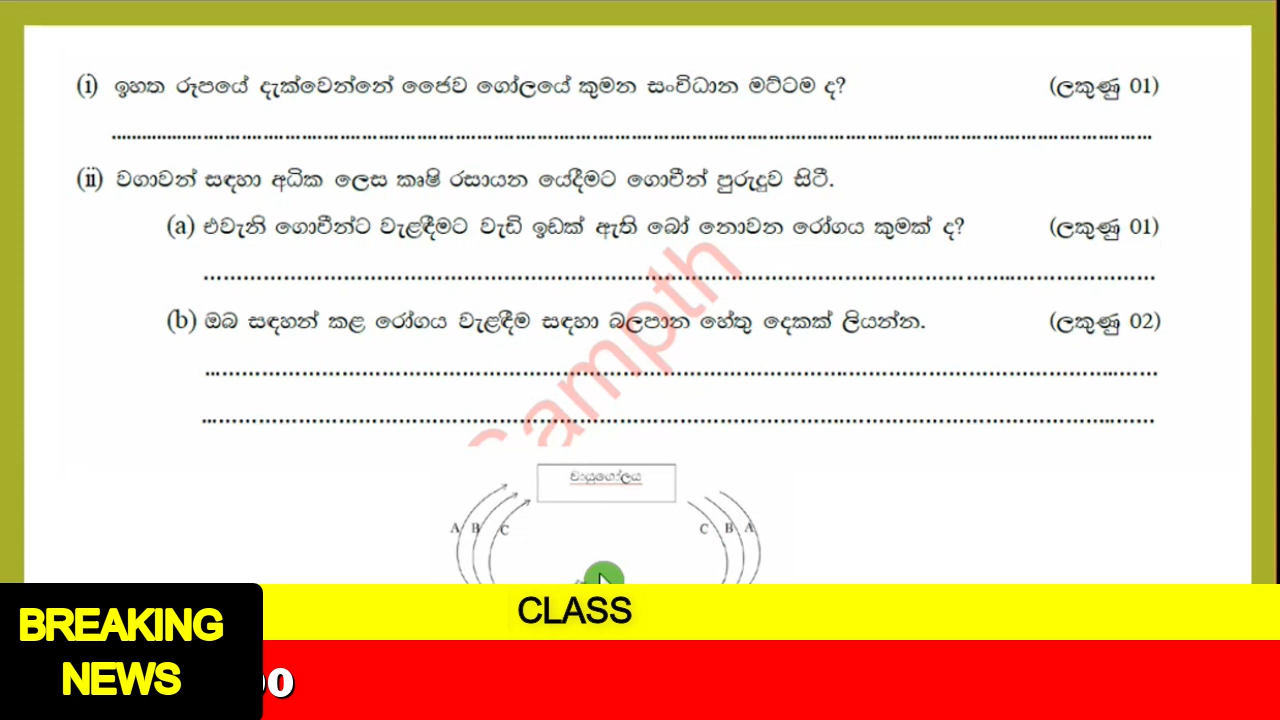 (i) ඉහත රූපයේ දැක්වෙන්නේ ජෛව ගෝලයේ කුමන සංවිධාන මට්ටම ද? (ලකුණු 01)
(ii) වගාවන් සඳහා අධික ලෙස කෘෂි රසායන යේදීමට ගොවීන් පුරුදුව සිටී.
(a) එවැනි ගොවීන්ට වැළඳීමට වැඩි ඉඩක් ඇති බෝ නොවන රෝගය කුමක් ද? (ලකුණු 01)
(b) ඔබ සඳහන් කළ රෝගය වැළඳීම සඳහා බලපාන හේතු දෙකක් ලියන්න. (ලකුණු 02)
Sampth
වායුගෝලය
A B C C B A
CLASS
BREAKING
NEWS